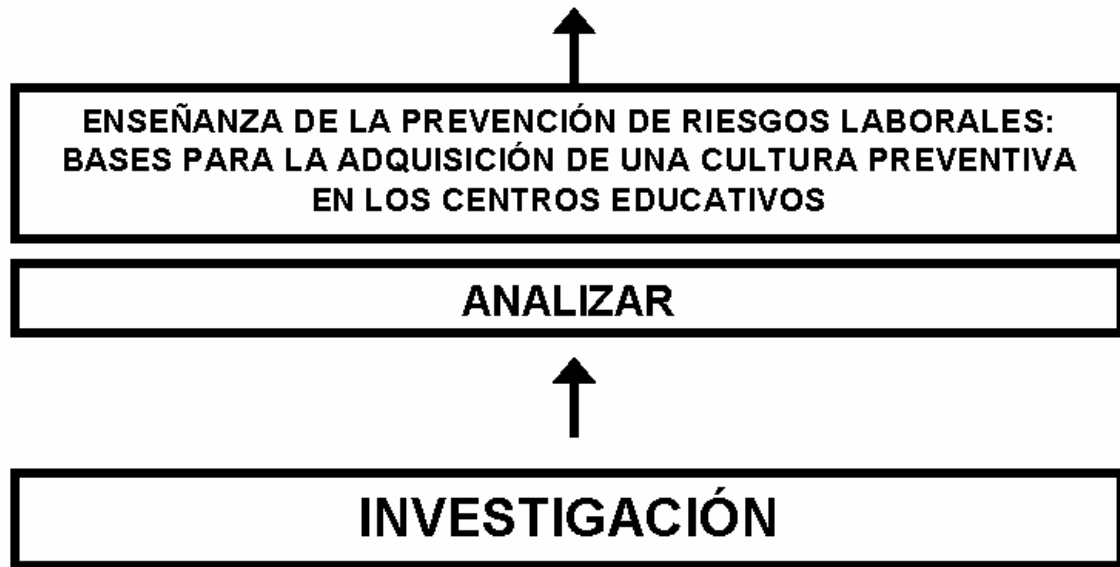 ENSEÑANZA DE LA PREVENCIÓN DE RIESGOS LABORALES:
BASES PARA LA ADQUISICIÓN DE UNA CULTURA PREVENTIVA
EN LOS CENTROS EDUCATIVOS
ANALIZAR
INVESTIGACIÓN